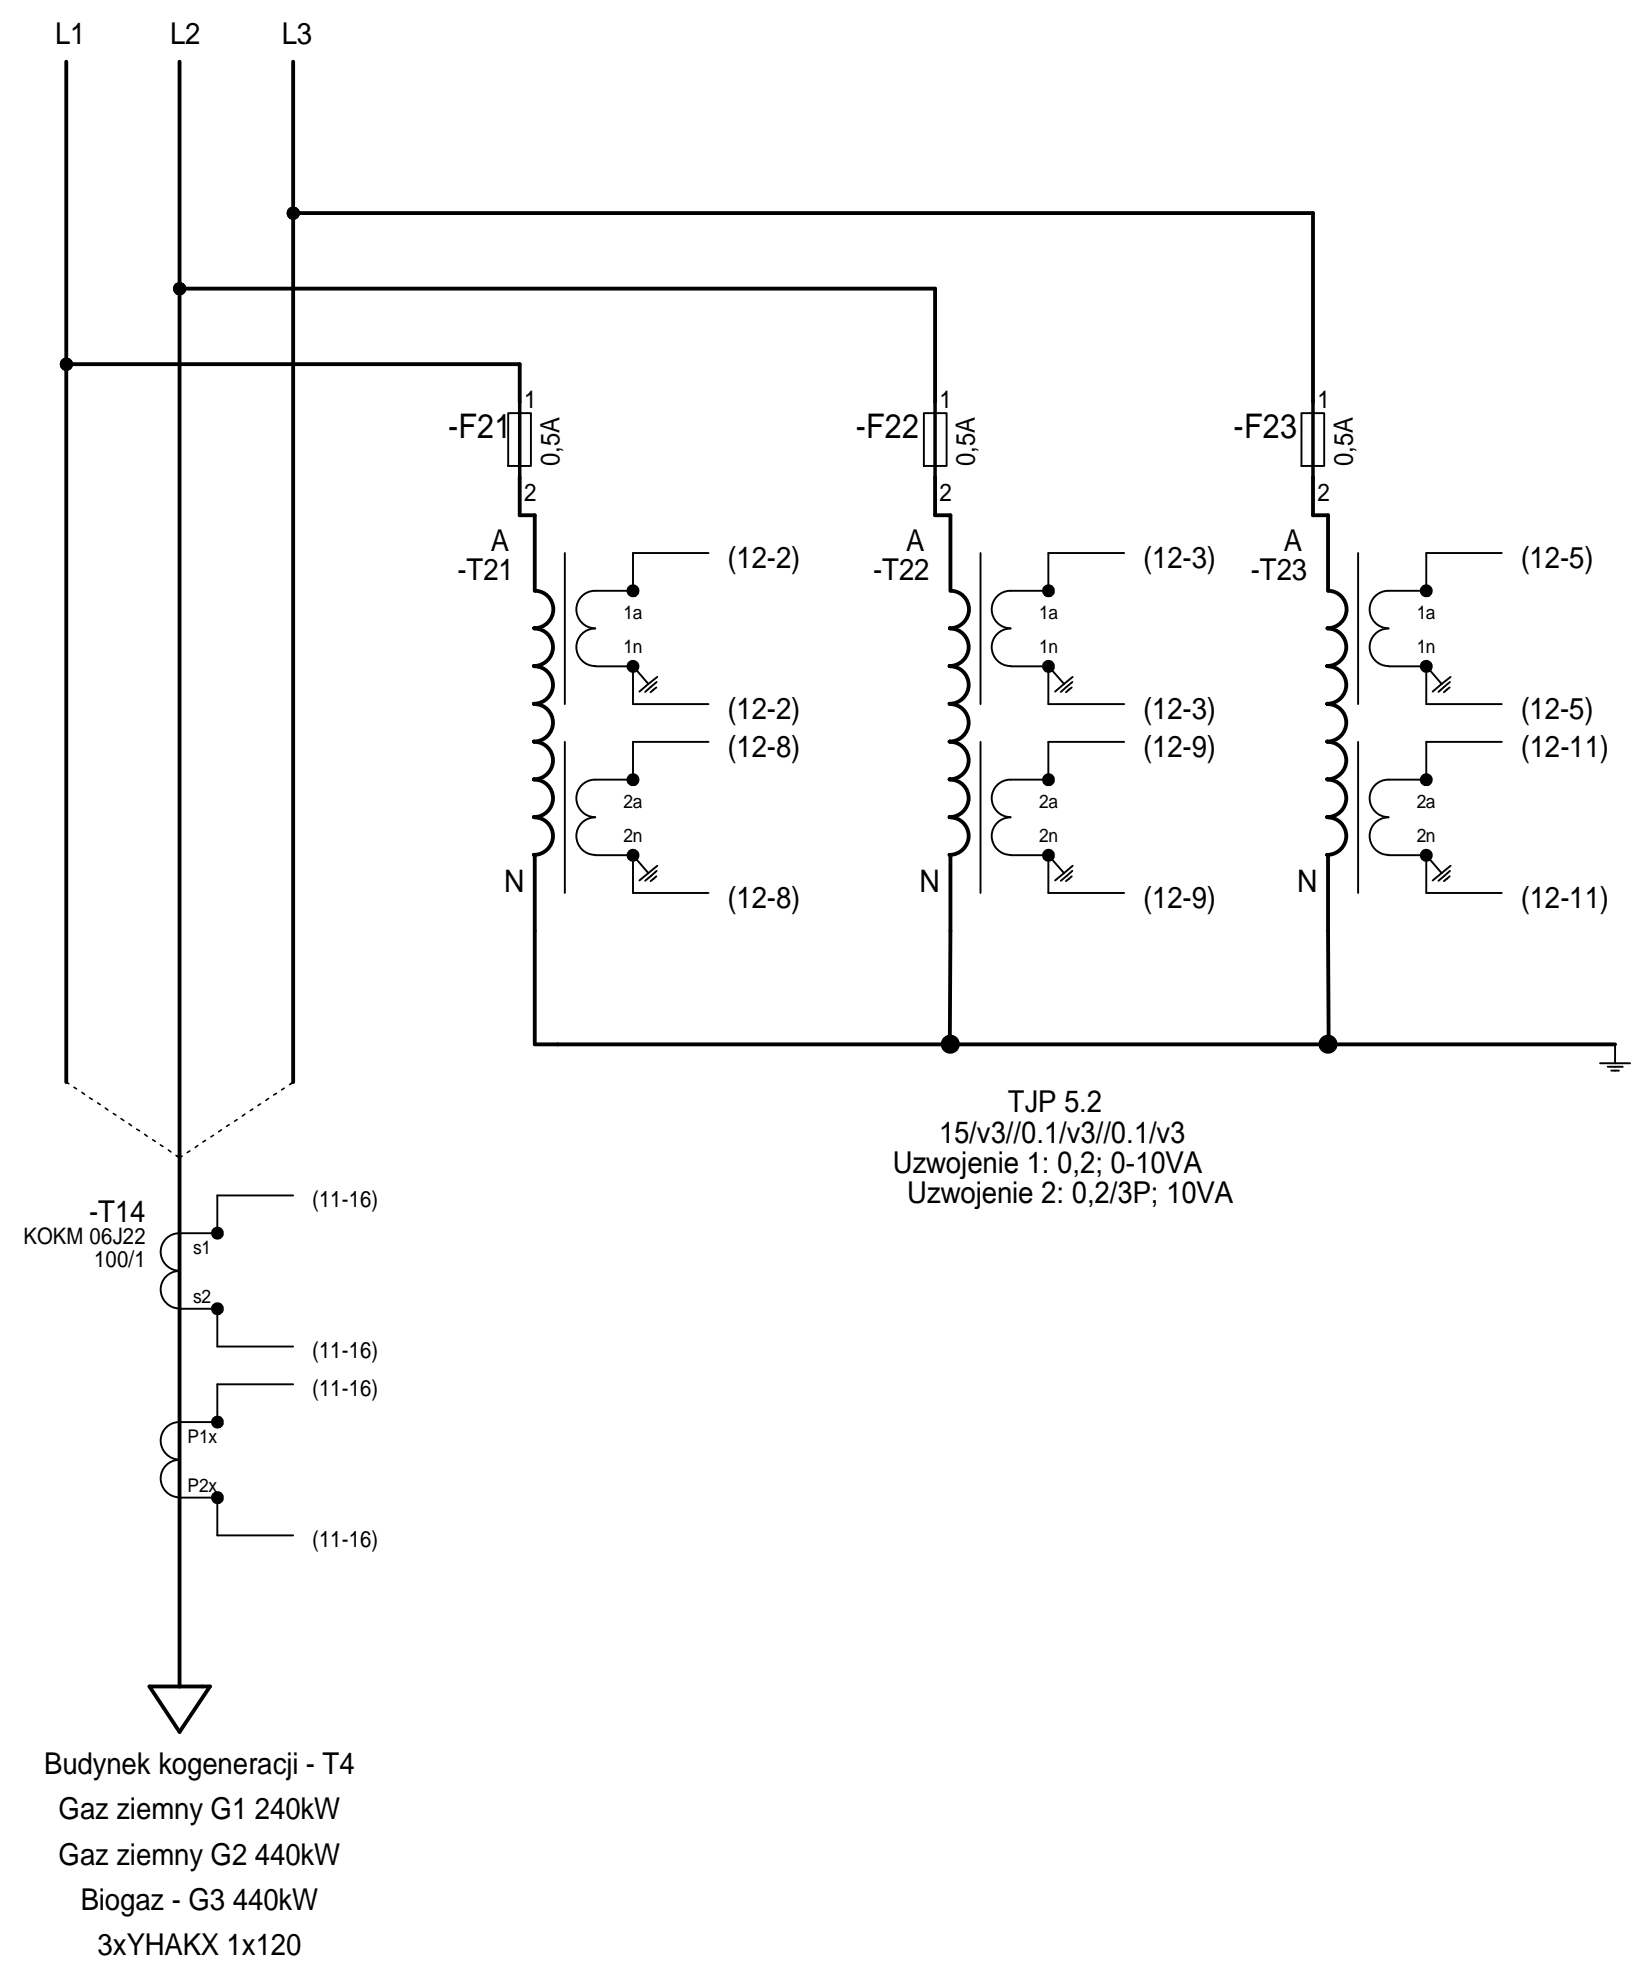 L1 L2 L3
1 1 1
-F21 0,5A -F22 0,5A -F23 0,5A
2 2 2
A A A
-T21 (12-2) -T22 (12-3) -T23 (12-5)
1a 1a 1a
1n 1n 1n
(12-2) (12-3) (12-5)
(12-8) (12-9) (12-11)
2a 2a 2a
2n 2n 2n
N (12-8) N (12-9) N (12-11)
TJP 5.2
15/v3//0.1/v3//0.1/v3
Uzwojenie 1: 0,2; 0-10VA
Uzwojenie 2: 0,2/3P; 10VA
-T14 (11-16)
KOKM 06J22
100/1
s1
s2
(11-16)
(11-16)
P1x
P2x
(11-16)
Budynek kogeneracji - T4
Gaz ziemny G1 240kW
Gaz ziemny G2 440kW
Biogaz - G3 440kW
3xYHAKX 1x120